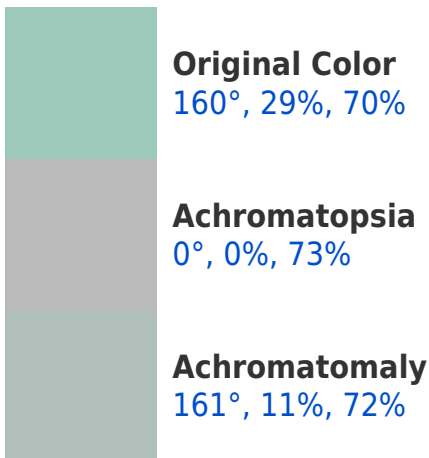 Original Color
160°, 29%, 70%
Achromatopsia
0°, 0%, 73%
Achromatomaly
161°, 11%, 72%